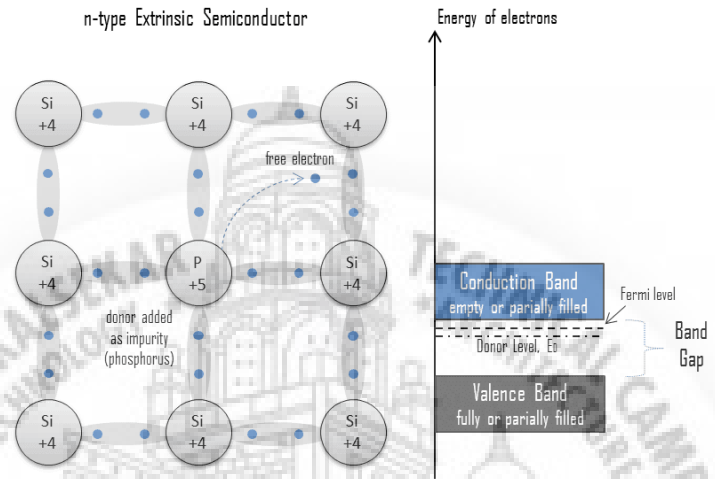 n-type Extrinsic Semiconductor
Energy of electrons
Si
+4
Si
+4
Si
+4
free electron
Si
+4
P
+5
Si
+4
donor added
as impurity
(phosphorus)
Si
+4
Si
+4
Si
+4
Conduction Band
empty or parially filled
Fermi level
Donor Level, ED
Band
Gap
Valence Band
fully or parially filled